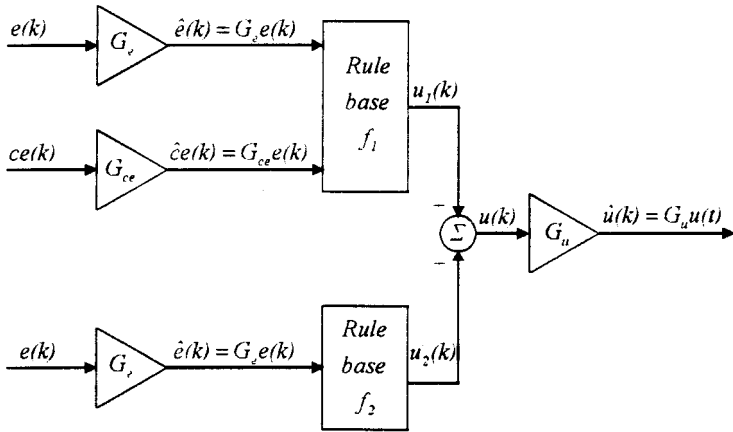 e(k)
G_e
ê(k) = G_e e(k)
Rule
base
f_1
u_1(k)
ce(k)
G_ce
ĉe(k) = G_ce e(k)
−
Σ
u(k)
G_u
û(k) = G_u u(t)
−
e(k)
G_e
ê(k) = G_e e(k)
Rule
base
f_2
u_2(k)